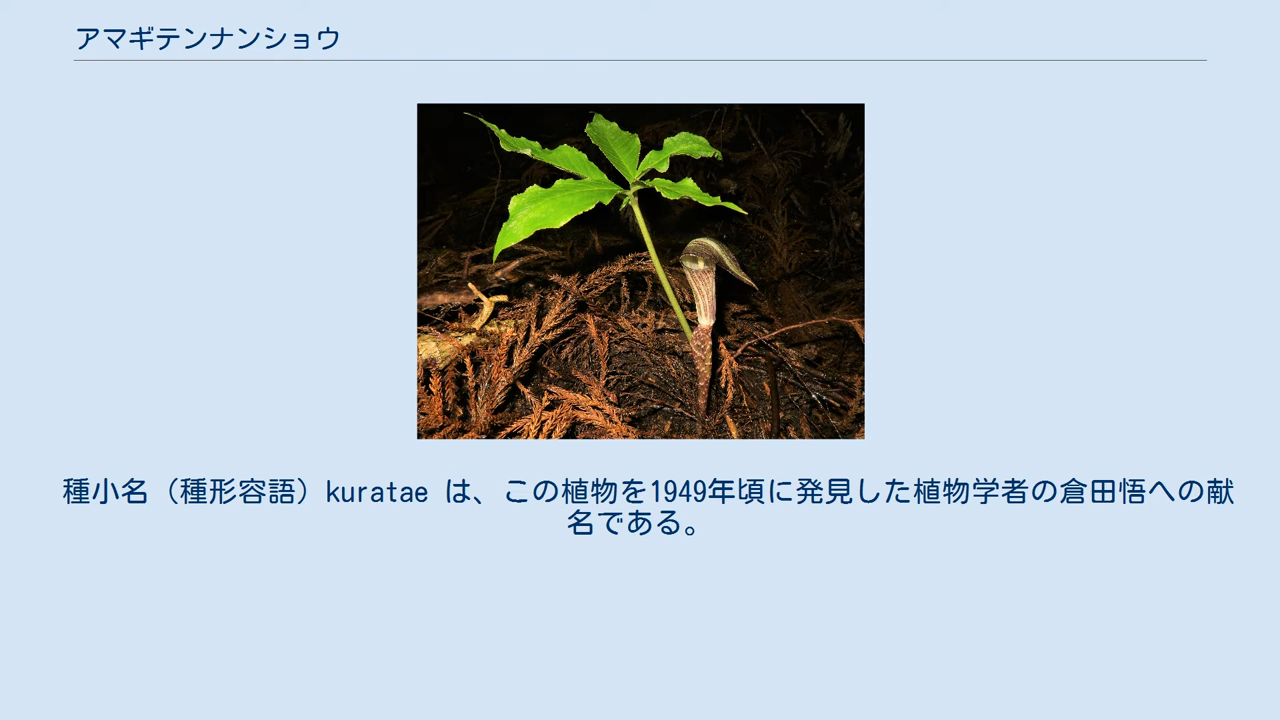 アマギテンナンショウ
種小名（種形容語）kuratae は、この植物を1949年頃に発見した植物学者の倉田悟への献
名である。